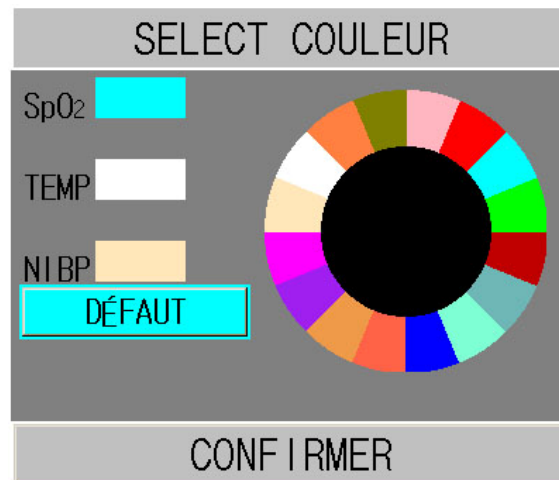 SELECT COULEUR
SpO₂
TEMP
NIBP
DÉFAUT
CONFIRMER